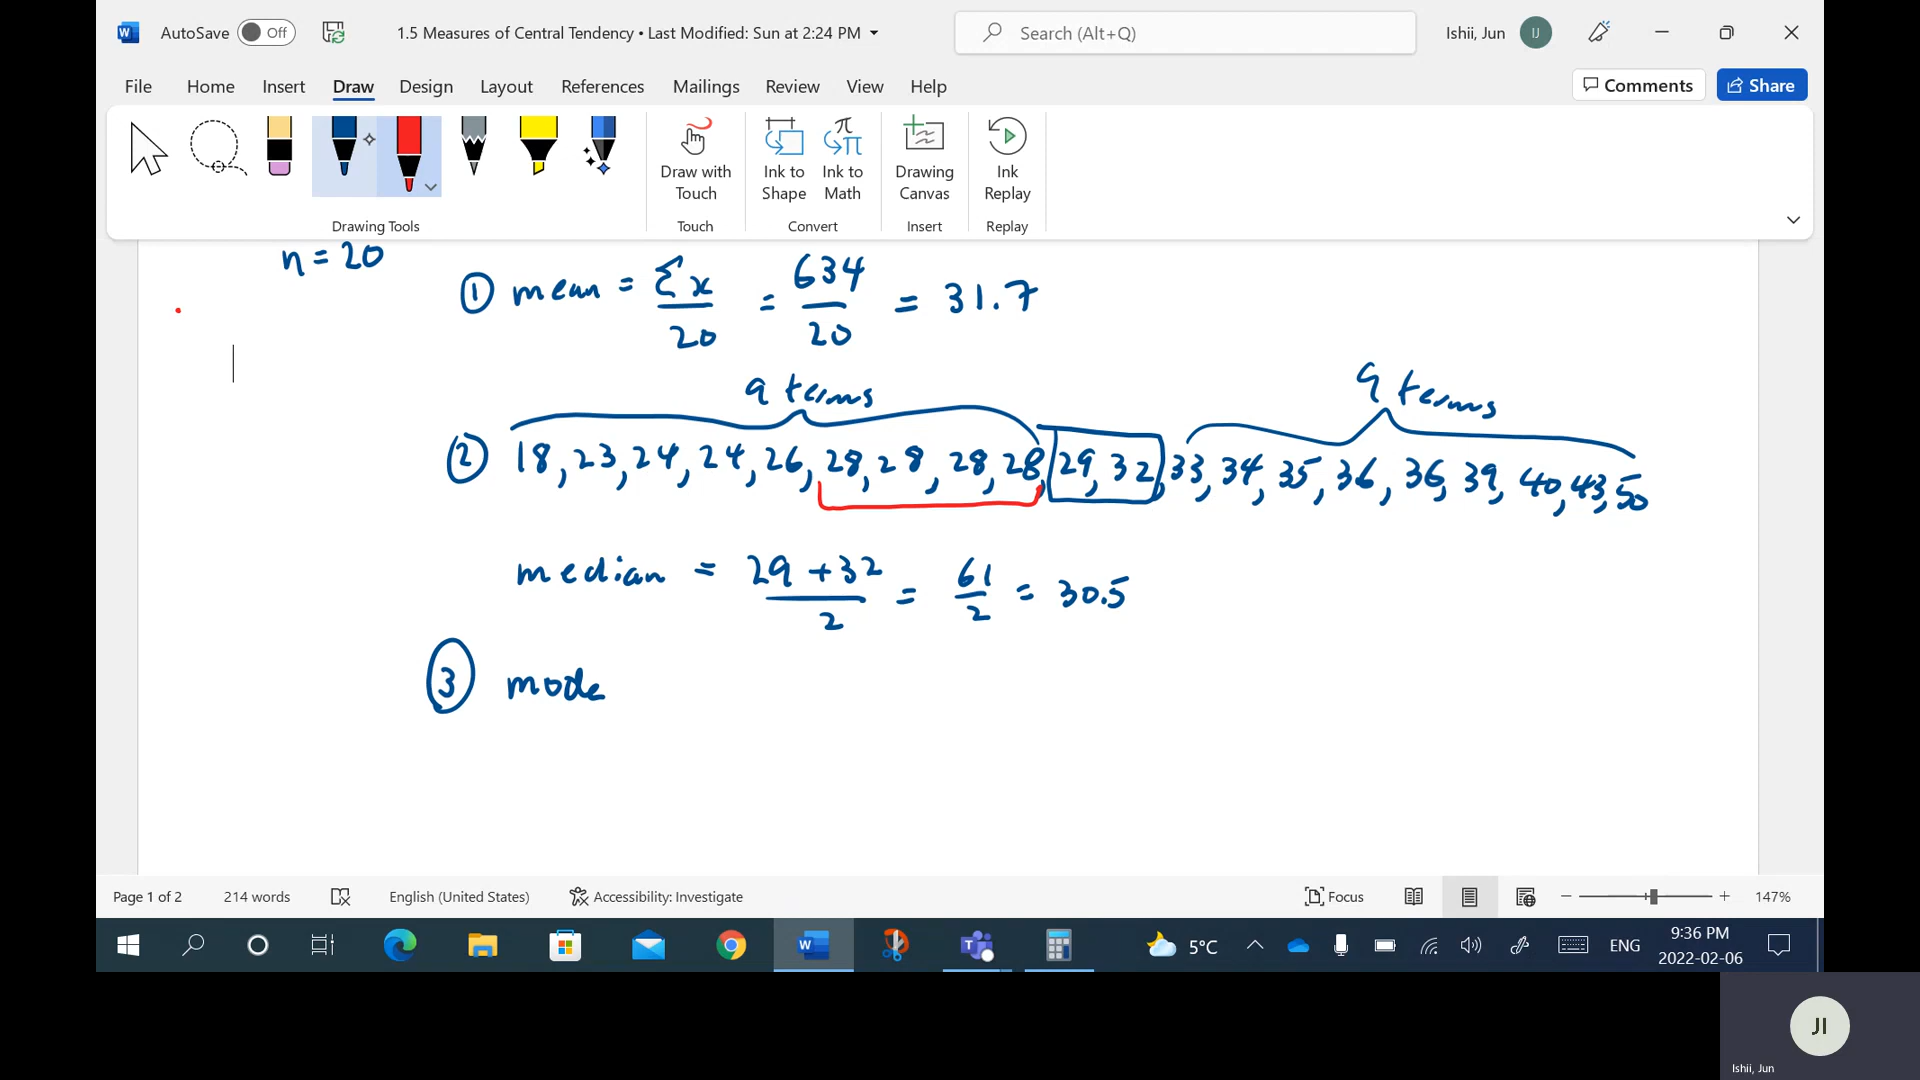 AutoSave Off 1.5 Measures of Central Tendency • Last Modified: Sun at 2:24 PM Search (Alt+Q) Ishii, Jun IJ
File Home Insert Draw Design Layout References Mailings Review View Help Comments Share
Draw with Touch Ink to Shape Ink to Math Drawing Canvas Ink Replay
Drawing Tools Touch Convert Insert Replay
n = 20
① mean = Σx/20 = 634/20 = 31.7
9 terms 9 terms
② 18, 23, 24, 24, 26, 28, 28, 28, 28, 29, 32, 33, 34, 35, 36, 36, 39, 40, 43, 50
median = 29 + 32/2 = 61/2 = 30.5
③ mode
Page 1 of 2 214 words English (United States) Accessibility: Investigate Focus 147%
5°C ENG 9:36 PM
2022-02-06
JI
Ishii, Jun